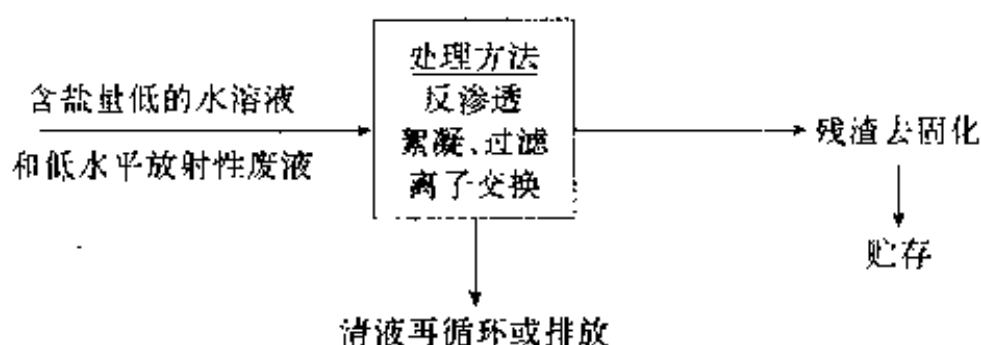 处理方法
反渗透
絮凝、过滤
离子交换
含盐量低的水溶液
和低水平放射性废液
残渣去固化
贮存
清液再循环或排放